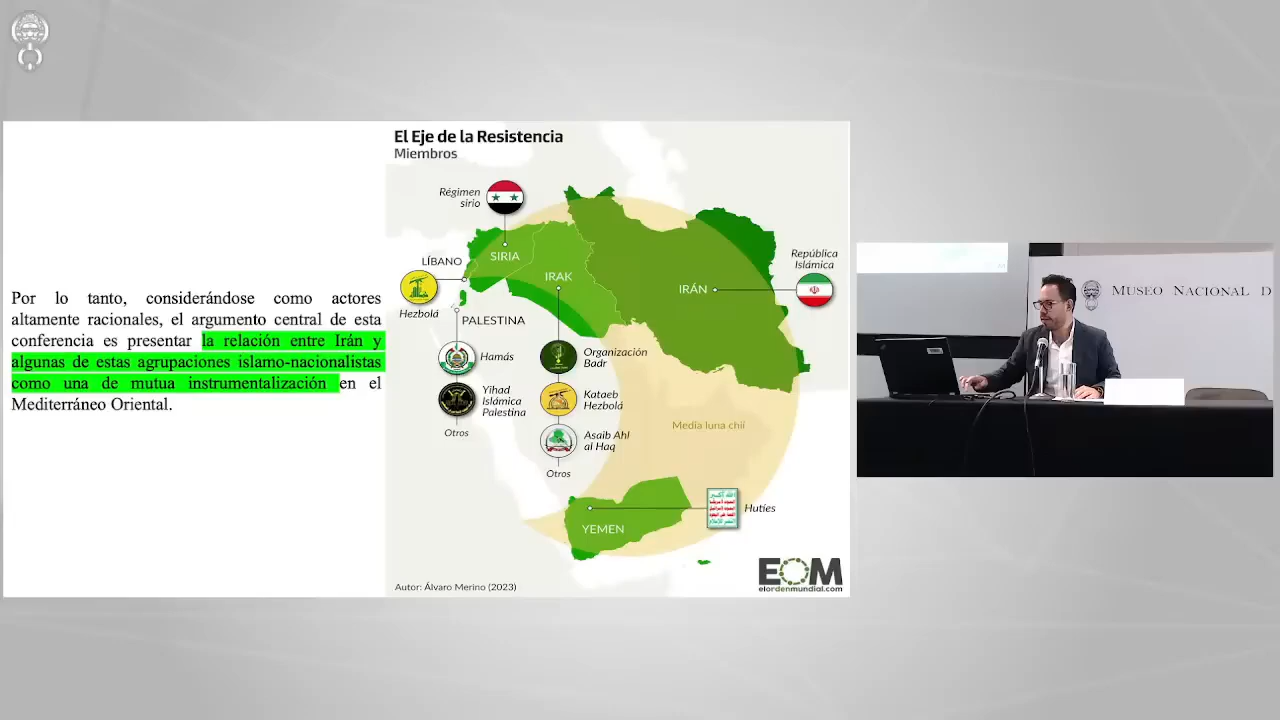 Por lo tanto, considerándose como actores
altamente racionales, el argumento central de esta
conferencia es presentar la relación entre Irán y
algunas de estas agrupaciones islamo-nacionalistas
como una de mutua instrumentalización en el
Mediterráneo Oriental.
El Eje de la Resistencia
Miembros
Régimen
sirio
LÍBANO
SIRIA
Hezbolá
IRAK
PALESTINA
IRÁN
República
Islámica
Hamás
Yihad
Islámica
Palestina
Otros
Organización
Badr
Kataeb
Hezbolá
Asaib Ahl
al Haq
Otros
Media luna chií
YEMEN
Hutíes
Autor: Álvaro Merino (2023)
EOM
elordenmundial.com
MUSEO NACIONAL D